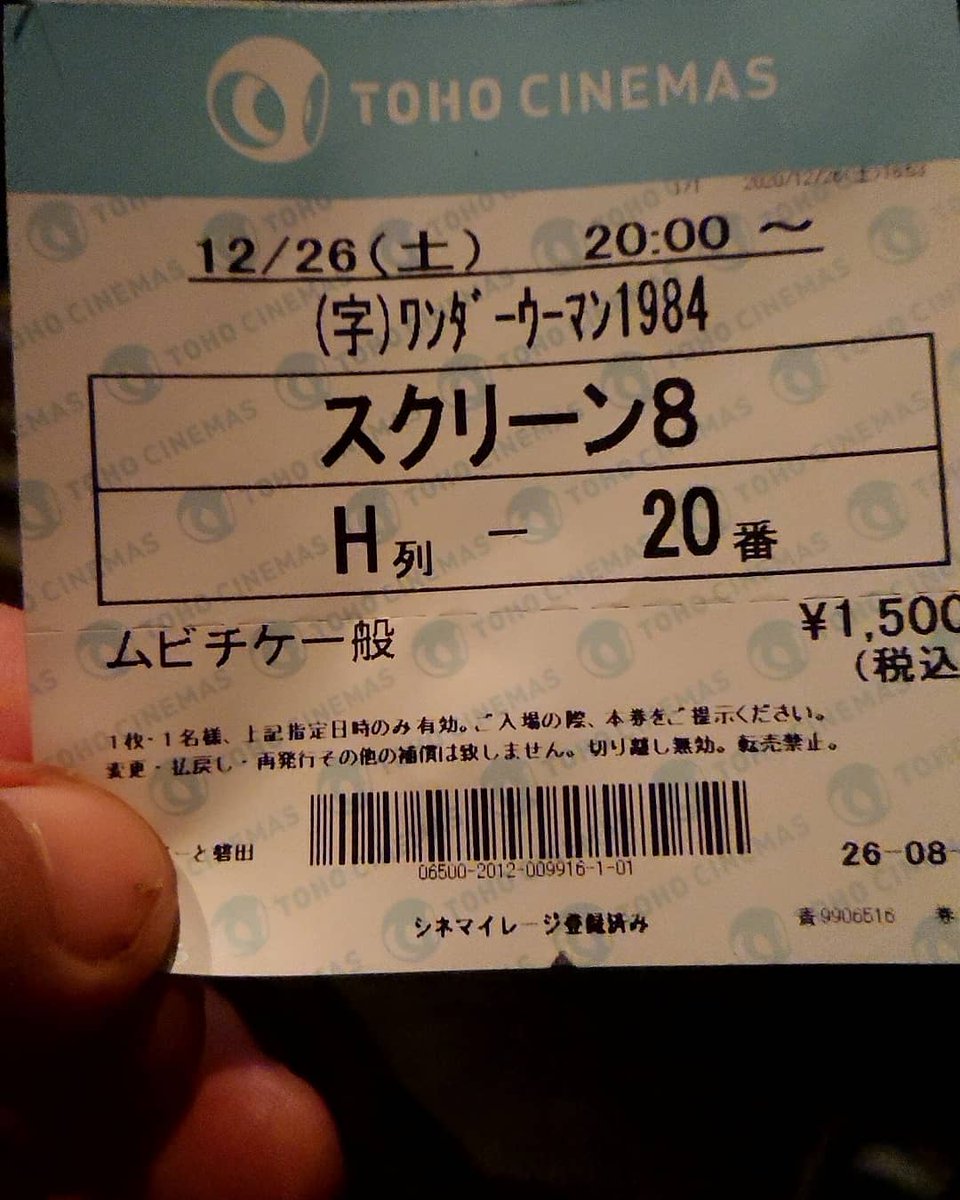 TOHO CINEMAS
12/26(土) 20:00 ～
(字)ﾜﾝﾀﾞｰｳｰﾏﾝ1984
スクリーン8
H列 － 20番
ムビチケ一般
¥1,500
(税込
1枚・1名様、上記指定日時のみ有効。ご入場の際、本券をご提示ください。
変更・払戻し・再発行その他の補償は致しません。切り離し無効。転売禁止。
と磐田
06500-2012-009916-1-01
26-08-
シネマイレージ登録済み
9906516 券